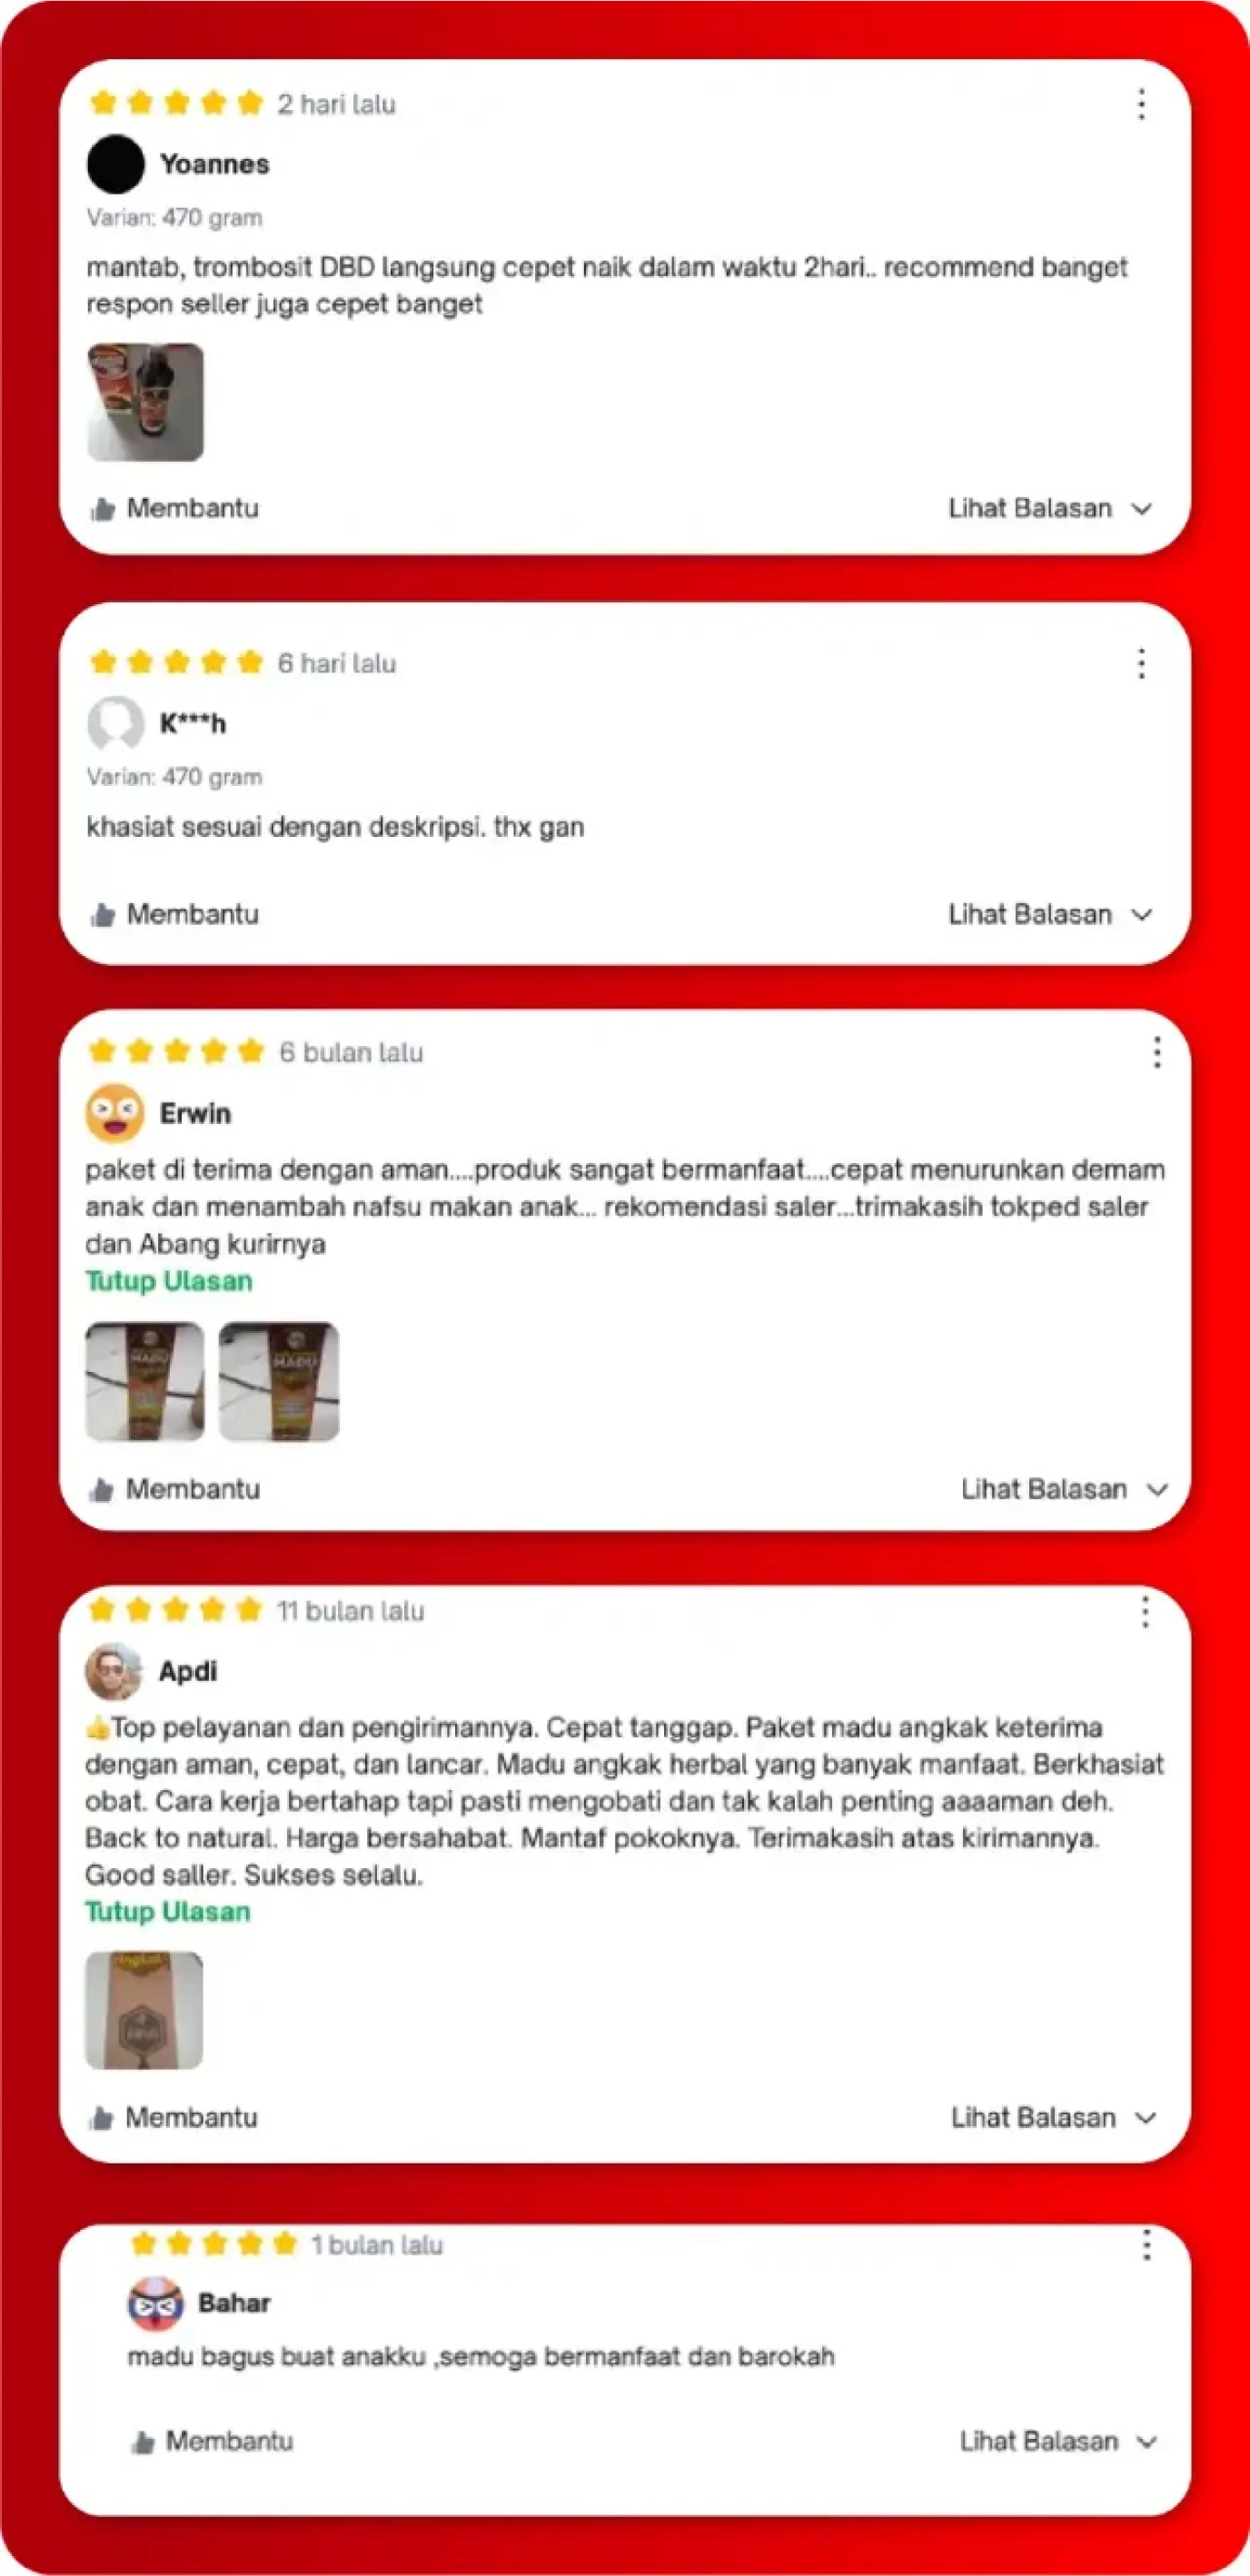 2 hari lalu
Yoannes
Varian: 470 gram
mantab, trombosit DBD langsung cepet naik dalam waktu 2hari.. recommend banget
respon seller juga cepet banget
Membantu
Lihat Balasan
6 hari lalu
K***h
Varian: 470 gram
khasiat sesuai dengan deskripsi. thx gan
Membantu
Lihat Balasan
6 bulan lalu
Erwin
paket di terima dengan aman....produk sangat bermanfaat....cepat menurunkan demam
anak dan menambah nafsu makan anak... rekomendasi saler...trimakasih tokped saler
dan Abang kurirnya
Tutup Ulasan
MADU
MADU
Membantu
Lihat Balasan
11 bulan lalu
Apdi
👍Top pelayanan dan pengirimannya. Cepat tanggap. Paket madu angkak keterima
dengan aman, cepat, dan lancar. Madu angkak herbal yang banyak manfaat. Berkhasiat
obat. Cara kerja bertahap tapi pasti mengobati dan tak kalah penting aaaaman deh.
Back to natural. Harga bersahabat. Mantaf pokoknya. Terimakasih atas kirimannya.
Good saller. Sukses selalu.
Tutup Ulasan
Membantu
Lihat Balasan
1 bulan lalu
Bahar
madu bagus buat anakku ,semoga bermanfaat dan barokah
Membantu
Lihat Balasan